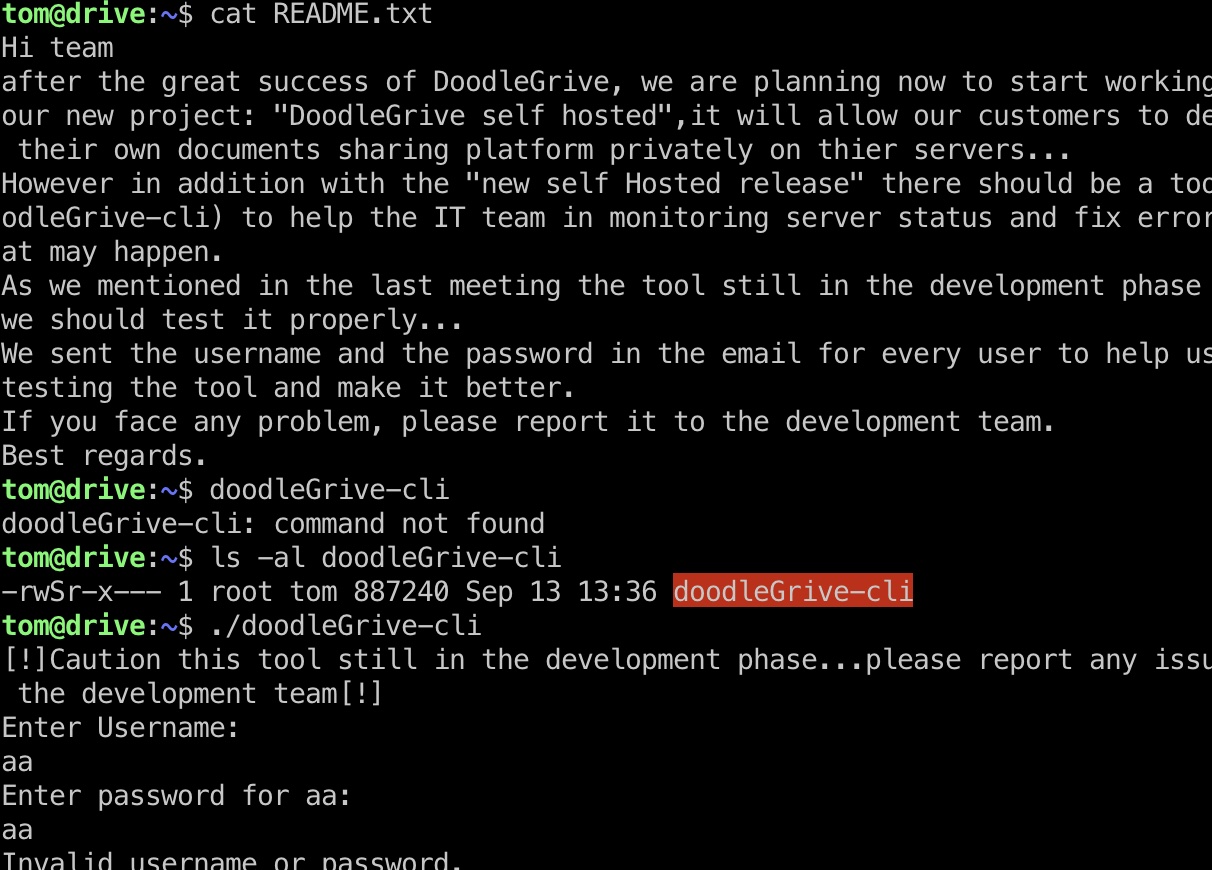 tom@drive:~$ cat README.txt
Hi team
after the great success of DoodleGrive, we are planning now to start working
our new project: "DoodleGrive self hosted",it will allow our customers to de
their own documents sharing platform privately on thier servers...
However in addition with the "new self Hosted release" there should be a too
odleGrive-cli) to help the IT team in monitoring server status and fix error
at may happen.
As we mentioned in the last meeting the tool still in the development phase
we should test it properly...
We sent the username and the password in the email for every user to help us
testing the tool and make it better.
If you face any problem, please report it to the development team.
Best regards.
tom@drive:~$ doodleGrive-cli
doodleGrive-cli: command not found
tom@drive:~$ ls -al doodleGrive-cli
-rwSr-x--- 1 root tom 887240 Sep 13 13:36 doodleGrive-cli
tom@drive:~$ ./doodleGrive-cli
[!]Caution this tool still in the development phase...please report any issu
the development team[!]
Enter Username:
aa
Enter password for aa:
aa
Invalid username or password.